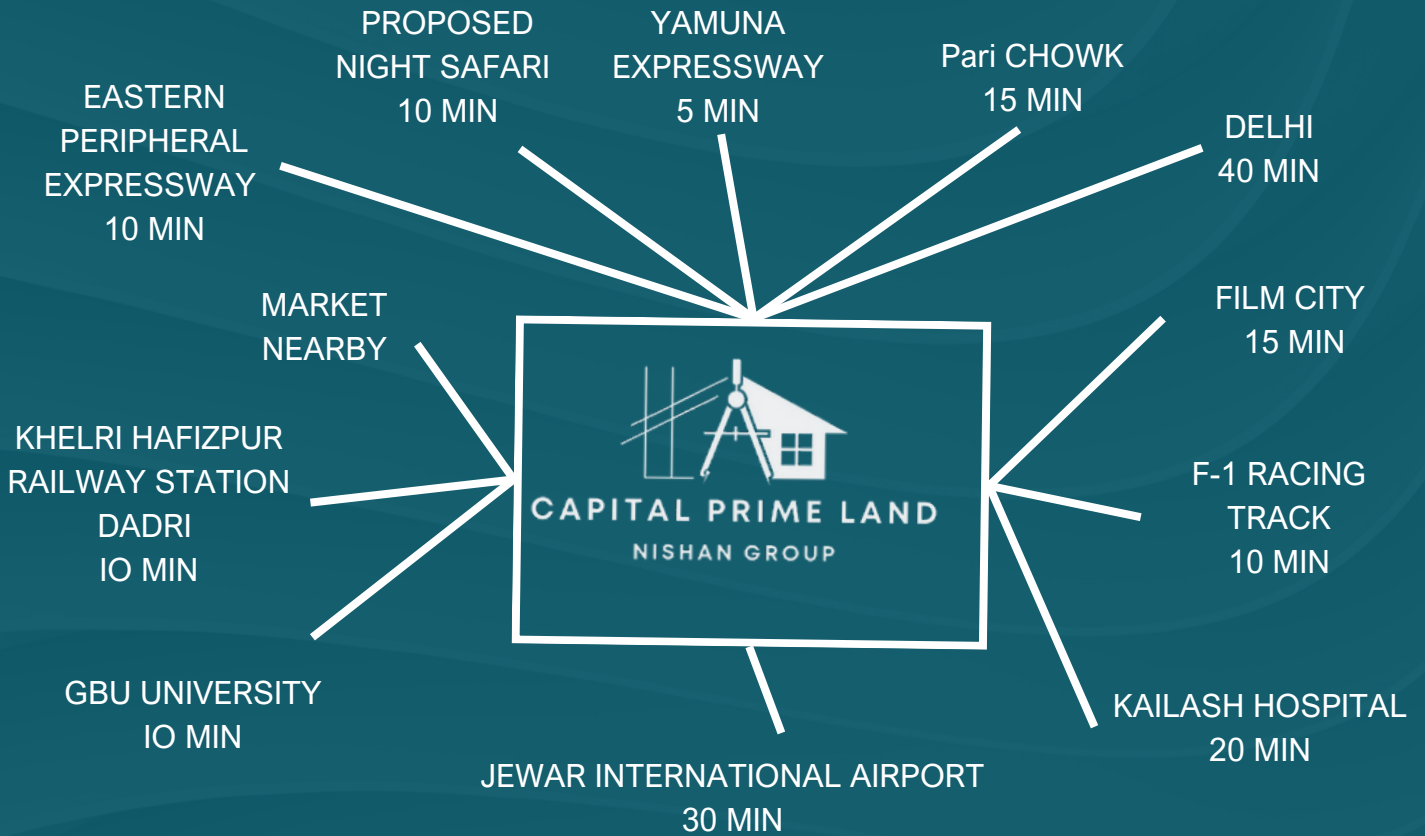 PROPOSED
NIGHT SAFARI
10 MIN
YAMUNA
EXPRESSWAY
5 MIN
Pari CHOWK
15 MIN
EASTERN
PERIPHERAL
EXPRESSWAY
10 MIN
DELHI
40 MIN
MARKET
NEARBY
FILM CITY
15 MIN
KHELRI HAFIZPUR
RAILWAY STATION
DADRI
IO MIN
CAPITAL PRIME LAND
NISHAN GROUP
F-1 RACING
TRACK
10 MIN
GBU UNIVERSITY
IO MIN
KAILASH HOSPITAL
20 MIN
JEWAR INTERNATIONAL AIRPORT
30 MIN